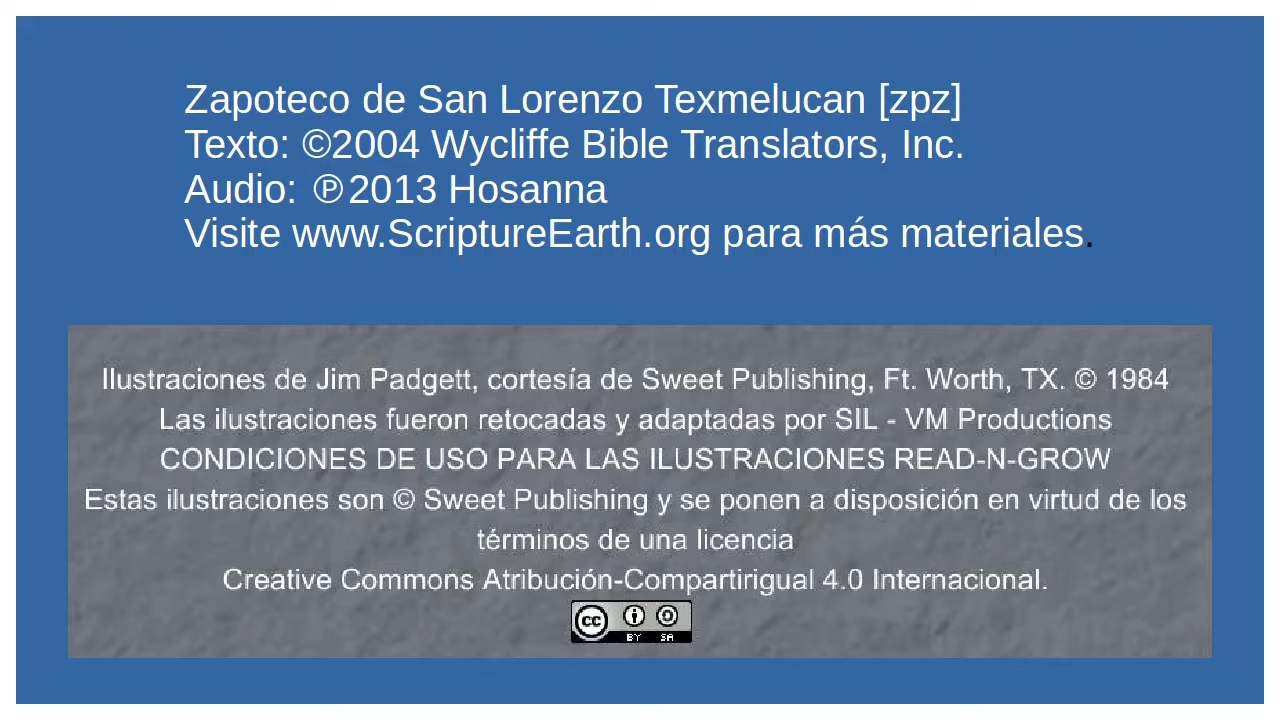 Zapoteco de San Lorenzo Texmelucan [zpz]
Texto: ©2004 Wycliffe Bible Translators, Inc.
Audio: ℗2013 Hosanna
Visite www.ScriptureEarth.org para más materiales.
Ilustraciones de Jim Padgett, cortesía de Sweet Publishing, Ft. Worth, TX. © 1984
Las ilustraciones fueron retocadas y adaptadas por SIL - VM Productions
CONDICIONES DE USO PARA LAS ILUSTRACIONES READ-N-GROW
Estas ilustraciones son © Sweet Publishing y se ponen a disposición en virtud de los
términos de una licencia
Creative Commons Atribución-Compartirigual 4.0 Internacional.
cc BY SA